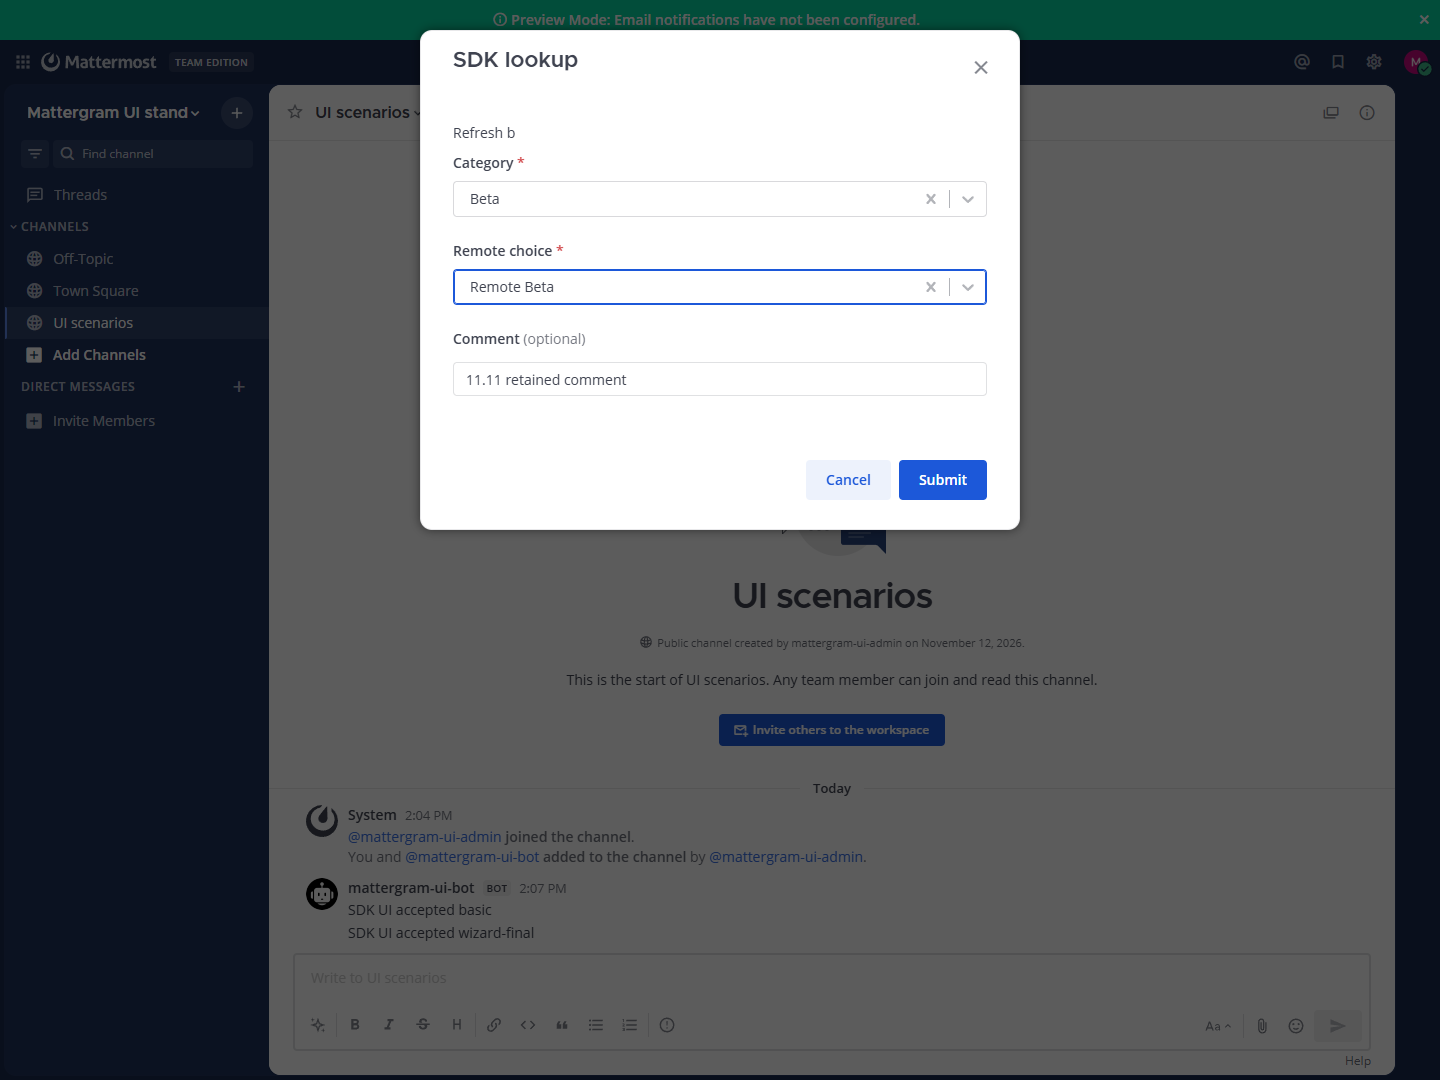 Preview Mode: Email notifications have not been configured.
Mattermost TEAM EDITION
M
SDK lookup
Refresh b
Category *
Beta
Remote choice *
Remote Beta
Comment (optional)
11.11 retained comment
Cancel Submit
Mattergram UI stand
Find channel
Threads
CHANNELS
Off-Topic
Town Square
UI scenarios
Add Channels
DIRECT MESSAGES
Invite Members
UI scenarios
UI scenarios
Public channel created by mattergram-ui-admin on November 12, 2026.
This is the start of UI scenarios. Any team member can join and read this channel.
Invite others to the workspace
Today
System 2:04 PM
@mattergram-ui-admin joined the channel.
You and @mattergram-ui-bot added to the channel by @mattergram-ui-admin.
mattergram-ui-bot BOT 2:07 PM
SDK UI accepted basic
SDK UI accepted wizard-final
Write to UI scenarios
B I S H Aa
Help